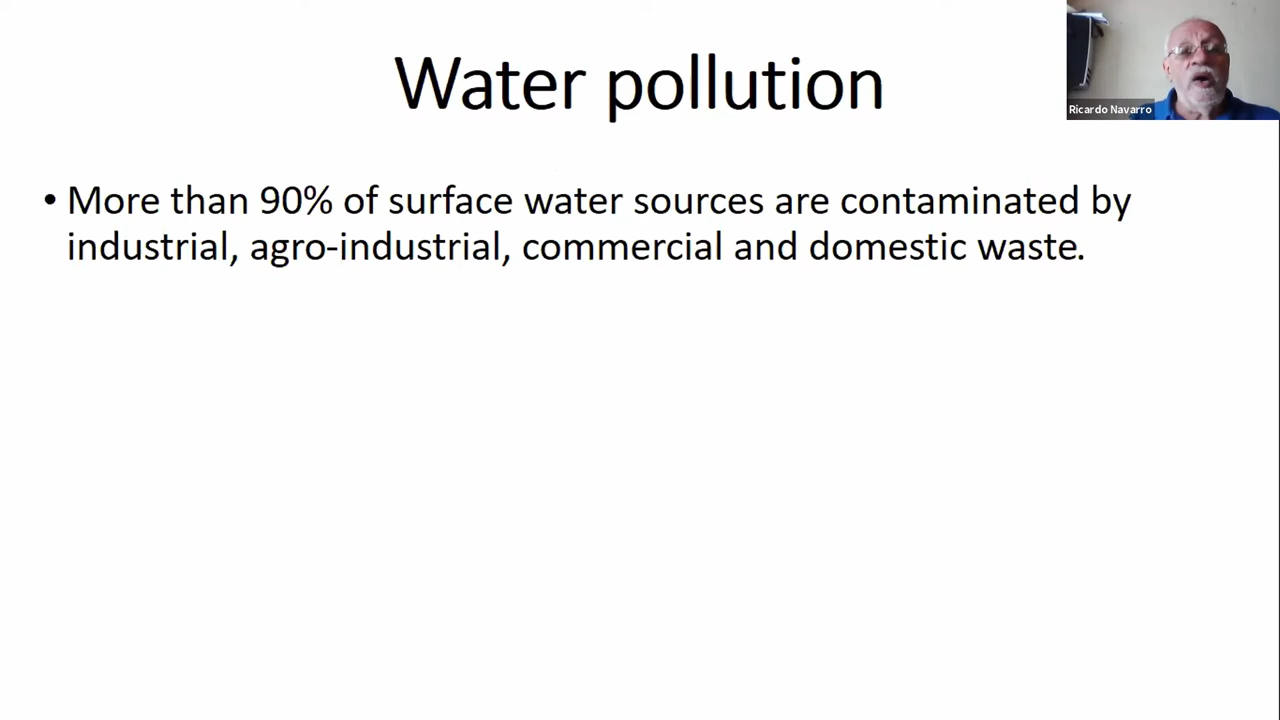 Water pollution
Ricardo Navarro
• More than 90% of surface water sources are contaminated by
industrial, agro-industrial, commercial and domestic waste.